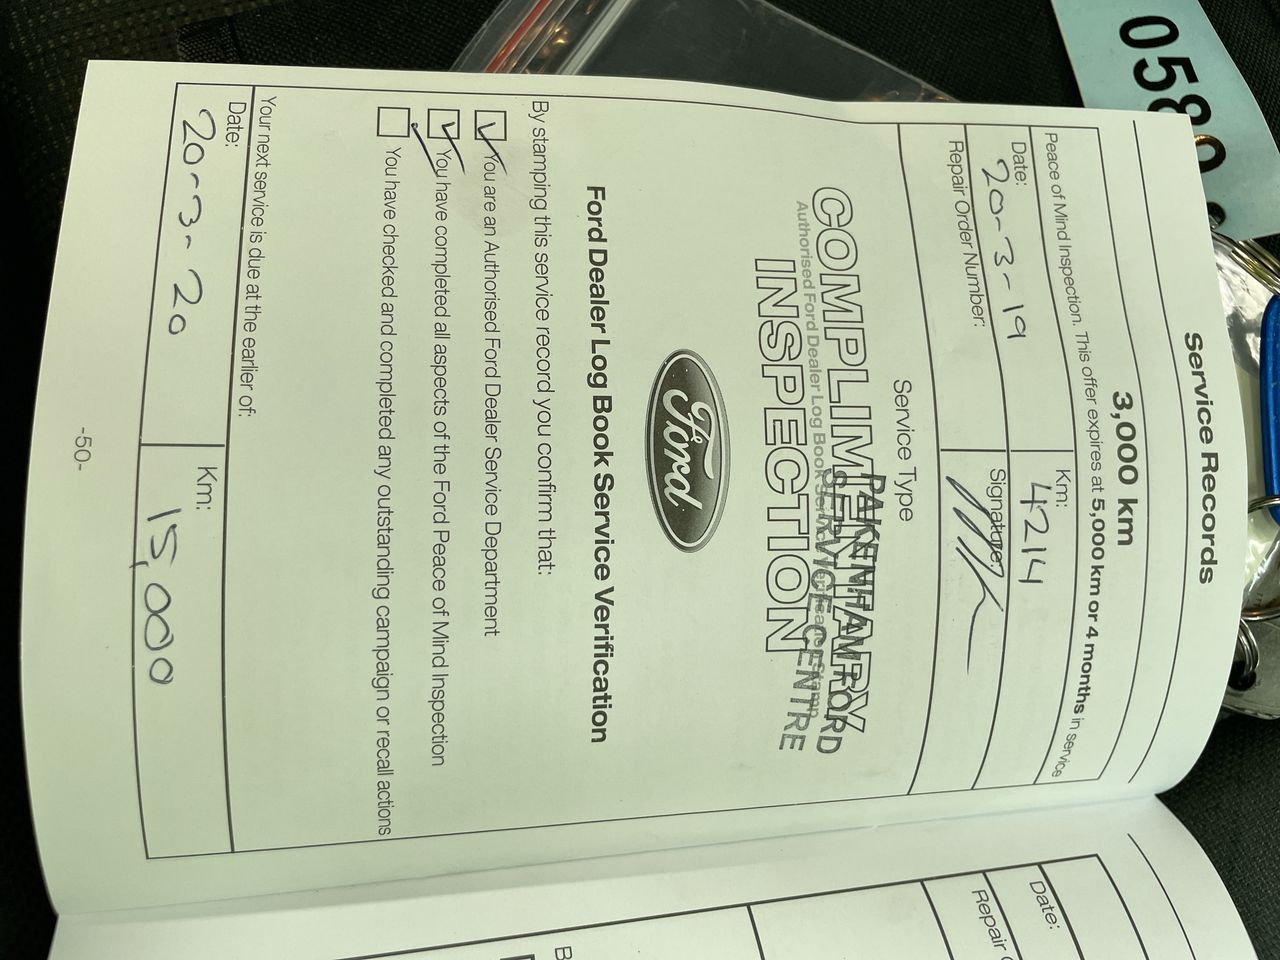 058
Service Records
3,000 km
Peace of Mind Inspection. This offer expires at 5,000 km or 4 months in service
Date: 20-3-19
Km: 4214
Repair Order Number:
Signature:
Service Type
COMPLIMENTARY
INSPECTION
Authorised Ford Dealer Log Book Service Verification Stamp
PAKENHAM FORD
SERVICE CENTRE
Ford
Ford Dealer Log Book Service Verification
By stamping this service record you confirm that:
You are an Authorised Ford Dealer Service Department
You have completed all aspects of the Ford Peace of Mind Inspection
You have checked and completed any outstanding campaign or recall actions
Your next service is due at the earlier of:
Date: 20-3-20
Km: 15,000
-50-
Date:
Repair
B